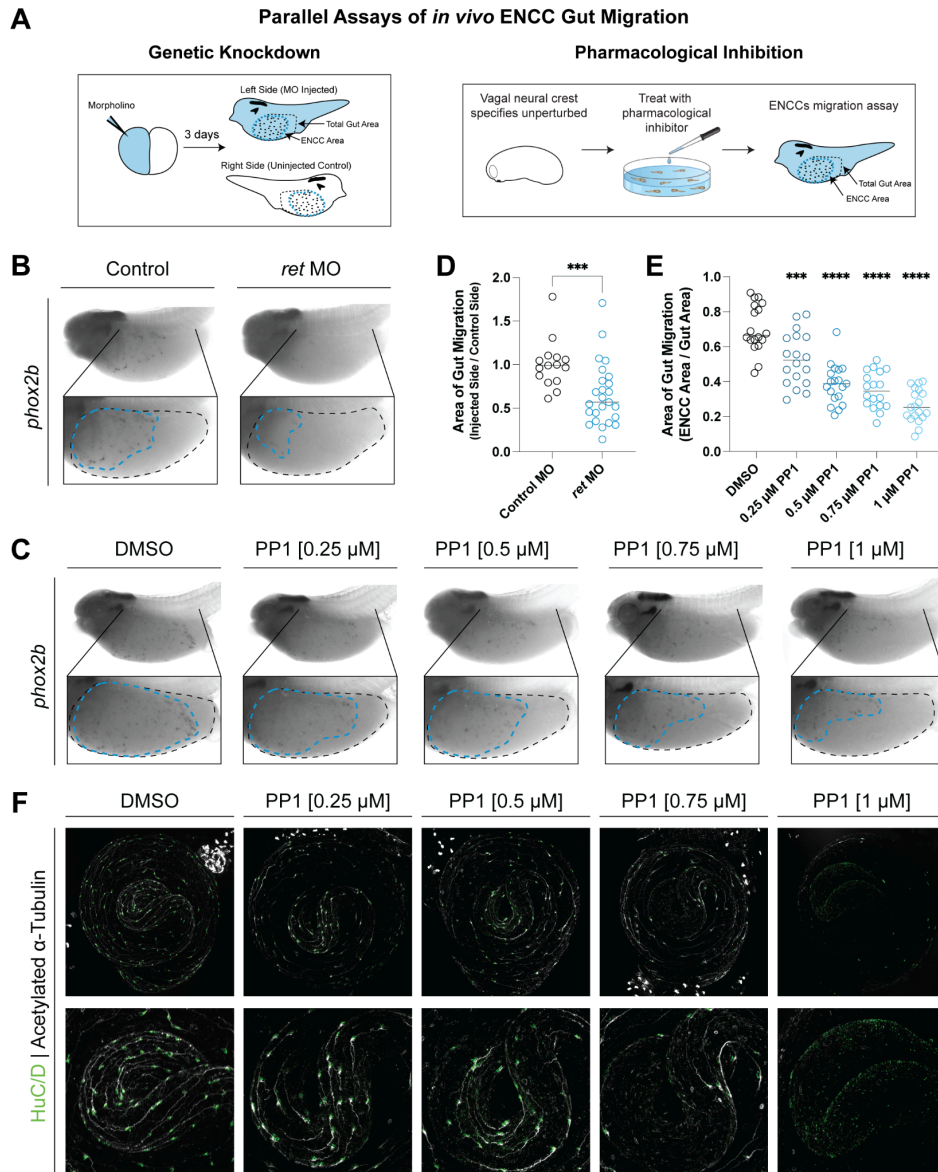 A
Parallel Assays of in vivo ENCC Gut Migration
Genetic Knockdown
Morpholino
3 days
Left Side (MO Injected)
Total Gut Area
ENCC Area
Right Side (Uninjected Control)
Pharmacological Inhibition
Vagal neural crest
specifies unperturbed
Treat with
pharmacological
inhibitor
ENCCs migration assay
Total Gut Area
ENCC Area
B
Control
ret MO
phox2b
D
Area of Gut Migration
(Injected Side / Control Side)
2.0
1.5
1.0
0.5
0.0
***
Control MO
ret MO
E
Area of Gut Migration
(ENCC Area / Gut Area)
1.0
0.8
0.6
0.4
0.2
0.0
***
****
****
****
DMSO
0.25 µM PP1
0.5 µM PP1
0.75 µM PP1
1 µM PP1
C
DMSO
PP1 [0.25 µM]
PP1 [0.5 µM]
PP1 [0.75 µM]
PP1 [1 µM]
phox2b
F
DMSO
PP1 [0.25 µM]
PP1 [0.5 µM]
PP1 [0.75 µM]
PP1 [1 µM]
HuC/D | Acetylated α-Tubulin